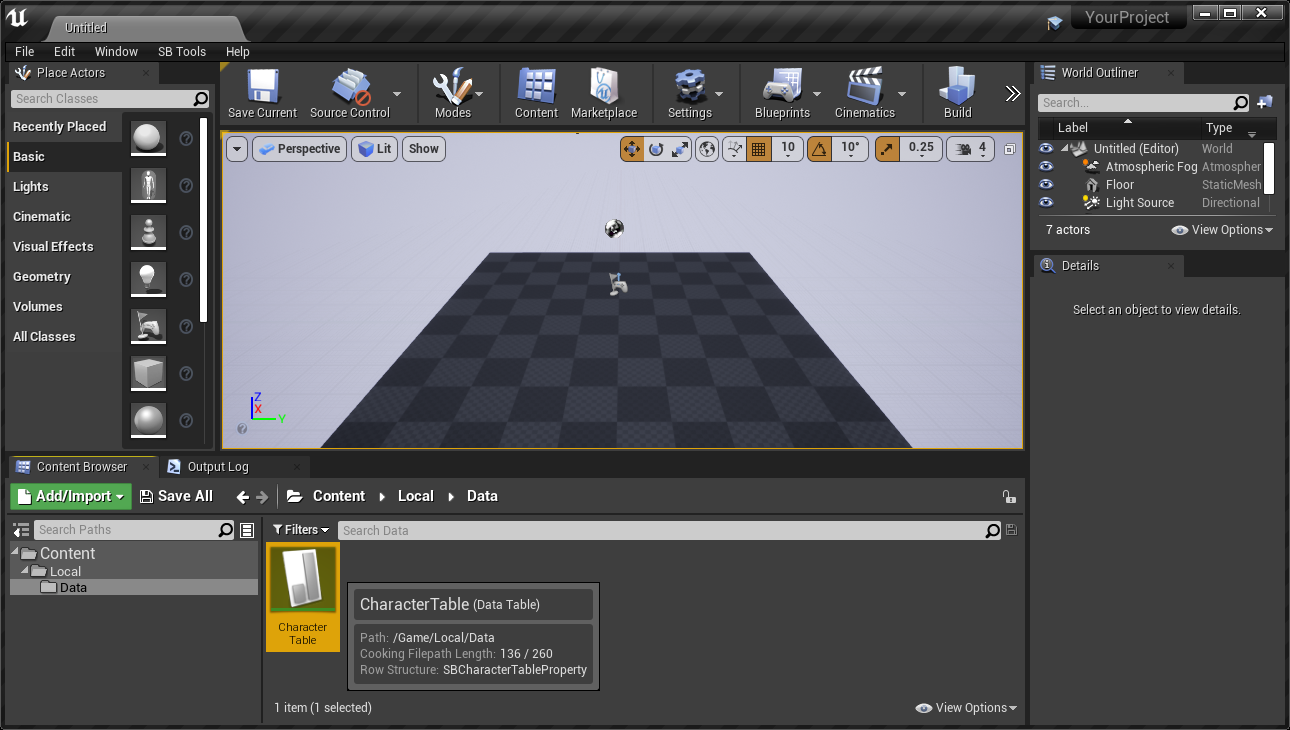 Untitled
YourProject
File Edit Window SB Tools Help
Place Actors
Search Classes
Recently Placed
Basic
Lights
Cinematic
Visual Effects
Geometry
Volumes
All Classes
Save Current
Source Control
Modes
Content
Marketplace
Settings
Blueprints
Cinematics
Build
Perspective
Lit
Show
10
10°
0.25
4
Z
X
Y
World Outliner
Search...
Label Type
Untitled (Editor) World
Atmospheric Fog Atmospher
Floor StaticMesh
Light Source Directional
7 actors
View Options
Details
Select an object to view details.
Content Browser
Output Log
Add/Import
Save All
Content
Local
Data
Search Paths
Content
Local
Data
Filters
Search Data
Character
Table
CharacterTable (Data Table)
Path: /Game/Local/Data
Cooking Filepath Length: 136 / 260
Row Structure: SBCharacterTableProperty
1 item (1 selected)
View Options